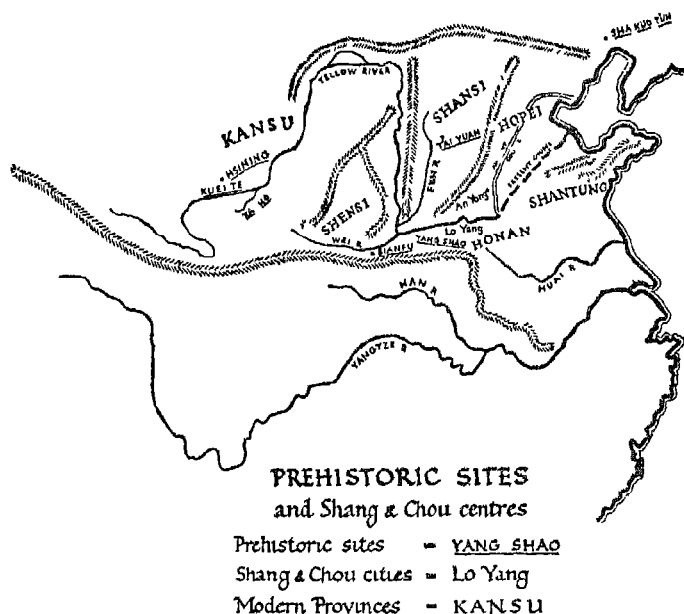 SHA KUO TUN
YELLOW RIVER
SHANSI
HOPEI
KANSU
TAI YUAN
HSINING
FEN R
PRESENT COURSE
KUEI TE
An Yang
SHANTUNG
SHENSI
Lo Yang
WEI R
YANG SHAO
HONAN
SIANFU
HUAI R
HAN R
YANGTZE R
PREHISTORIC SITES
and Shang & Chou centres
Prehistoric sites - YANG SHAO
Shang & Chou cities - Lo Yang
Modern Provinces - KANSU